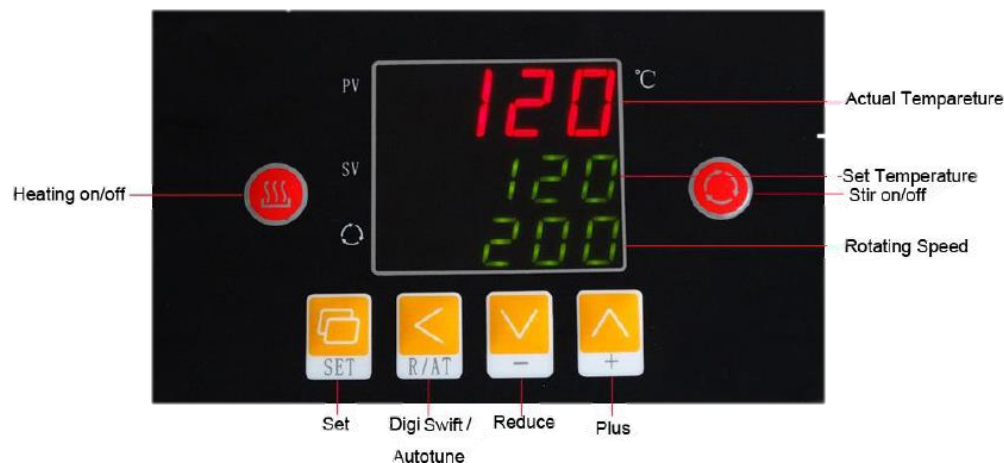 PV
120
℃
Actual Tempareture
SV
120
Set Temperature
Heating on/off
Stir on/off
200
Rotating Speed
SET
R/AT
-
+
Set
Digi Swift /
Autotune
Reduce
Plus